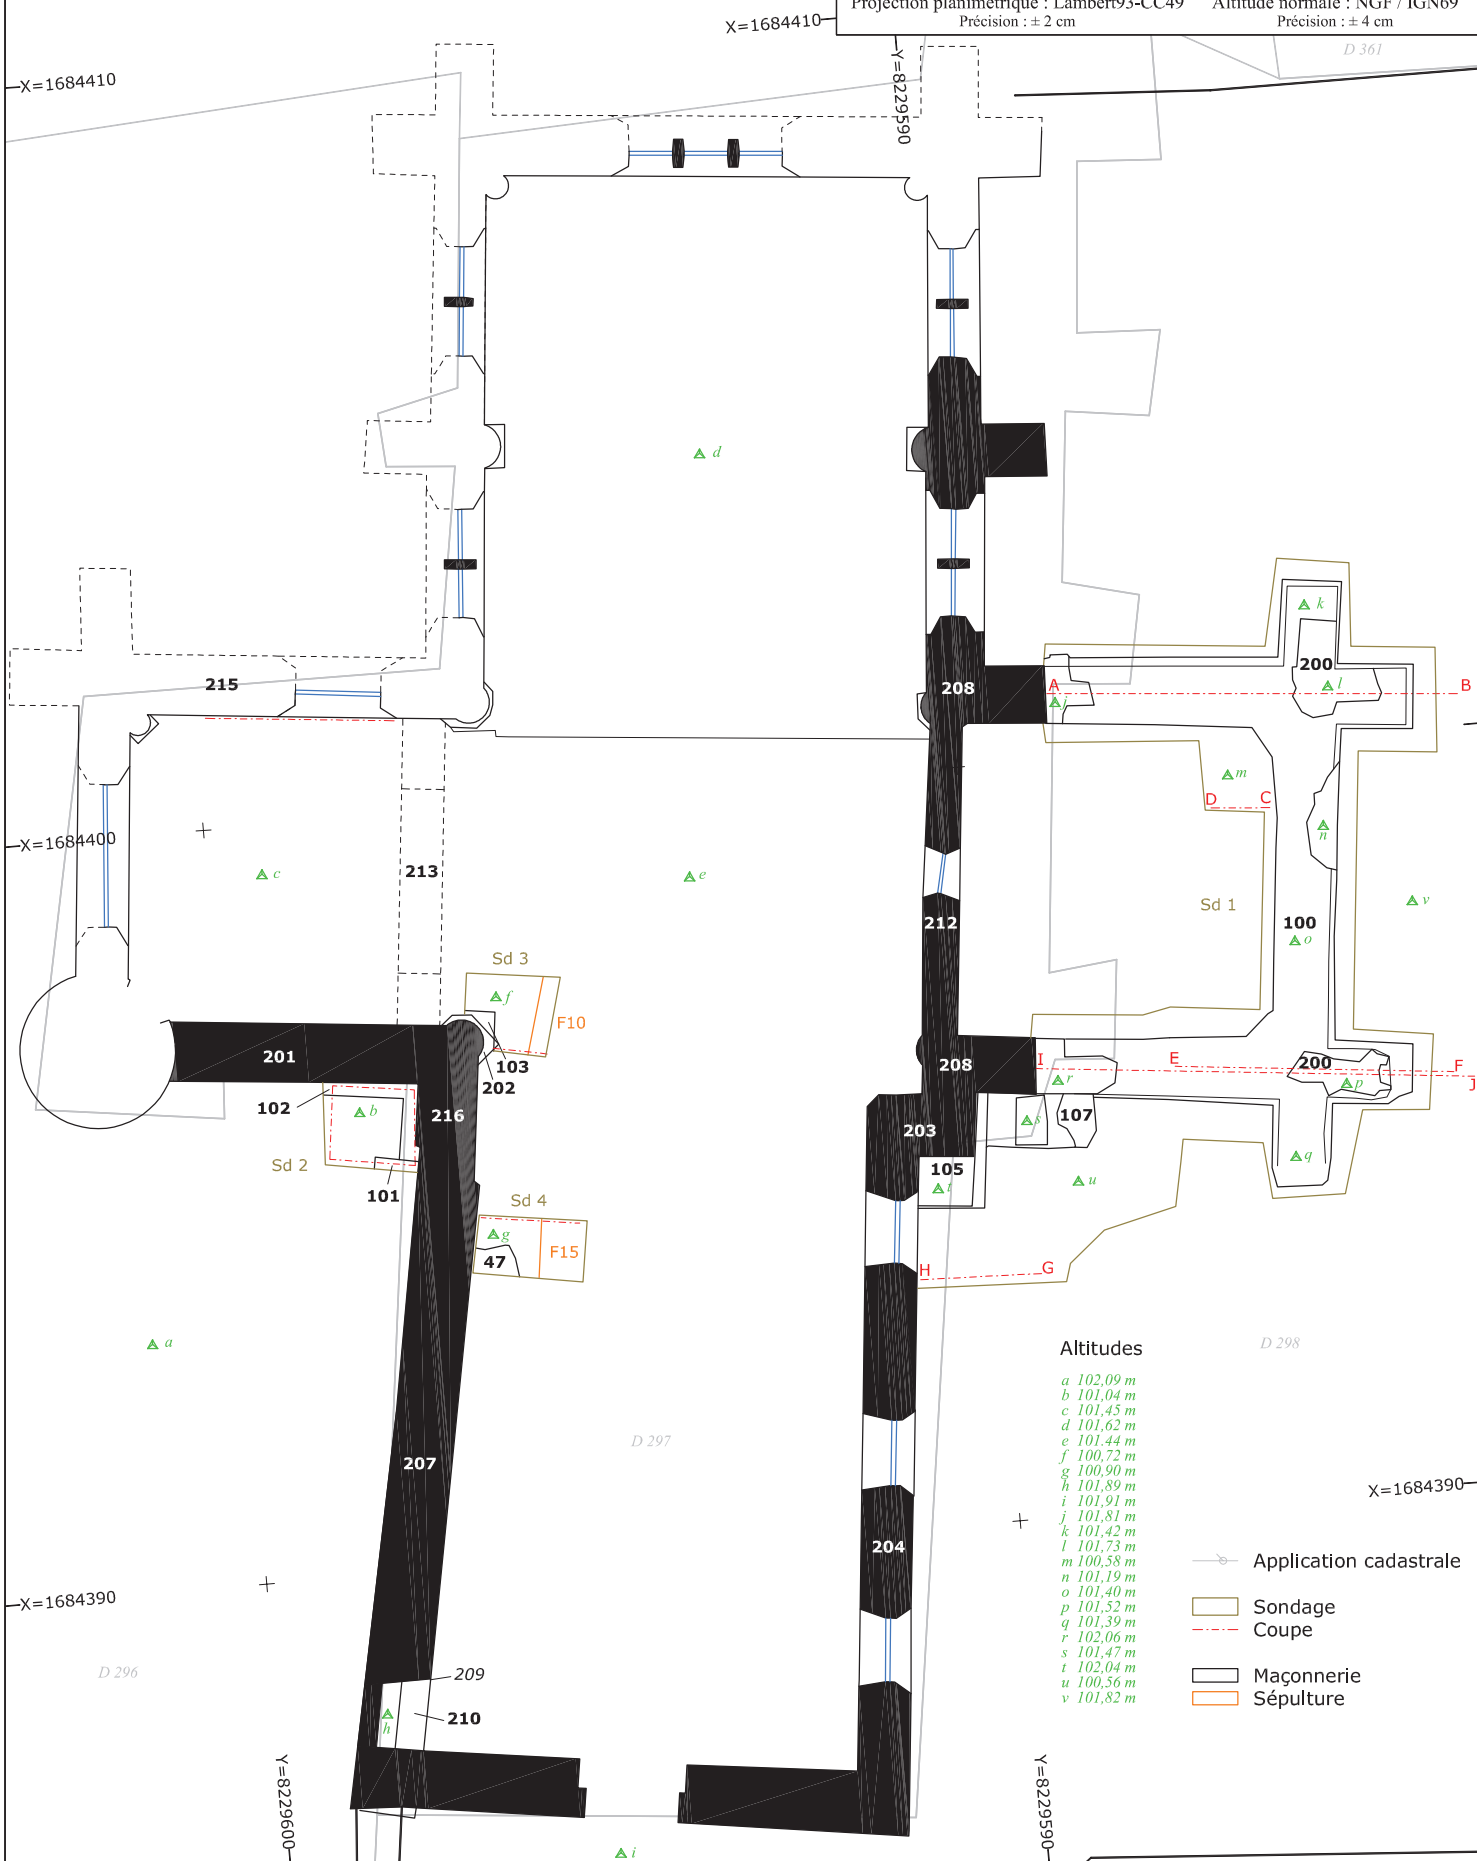 Projection planimétrique : Lambert93-CC49 Altitude normale : NGF / IGN69
Précision : ± 2 cm Précision : ± 4 cm
X=1684410
X=1684410
Y=8229590
D 361
d
k
200
215
208
A
j
l
B
m
D
C
n
X=1684400
c
213
e
Sd 1
v
212
100
o
Sd 3
f
F10
201
103
202
208
I
r
E
200
F
p
J
102
b
216
203
s
107
Sd 2
101
105
t
u
q
Sd 4
g
F15
47
H
G
a
D 298
Altitudes
a 102,09 m
b 101,04 m
c 101,45 m
d 101,62 m
e 101.44 m
f 100,72 m
g 100,90 m
h 101,89 m
i 101,91 m
j 101,81 m
k 101,42 m
l 101,73 m
m 100,58 m
n 101,19 m
o 101,40 m
p 101,52 m
q 101,39 m
r 102,06 m
s 101,47 m
t 102,04 m
u 100,56 m
v 101,82 m
D 297
207
X=1684390
204
Application cadastrale
X=1684390
Sondage
Coupe
D 296
209
Maçonnerie
Sépulture
h
210
Y=8229600
Y=8229590
i